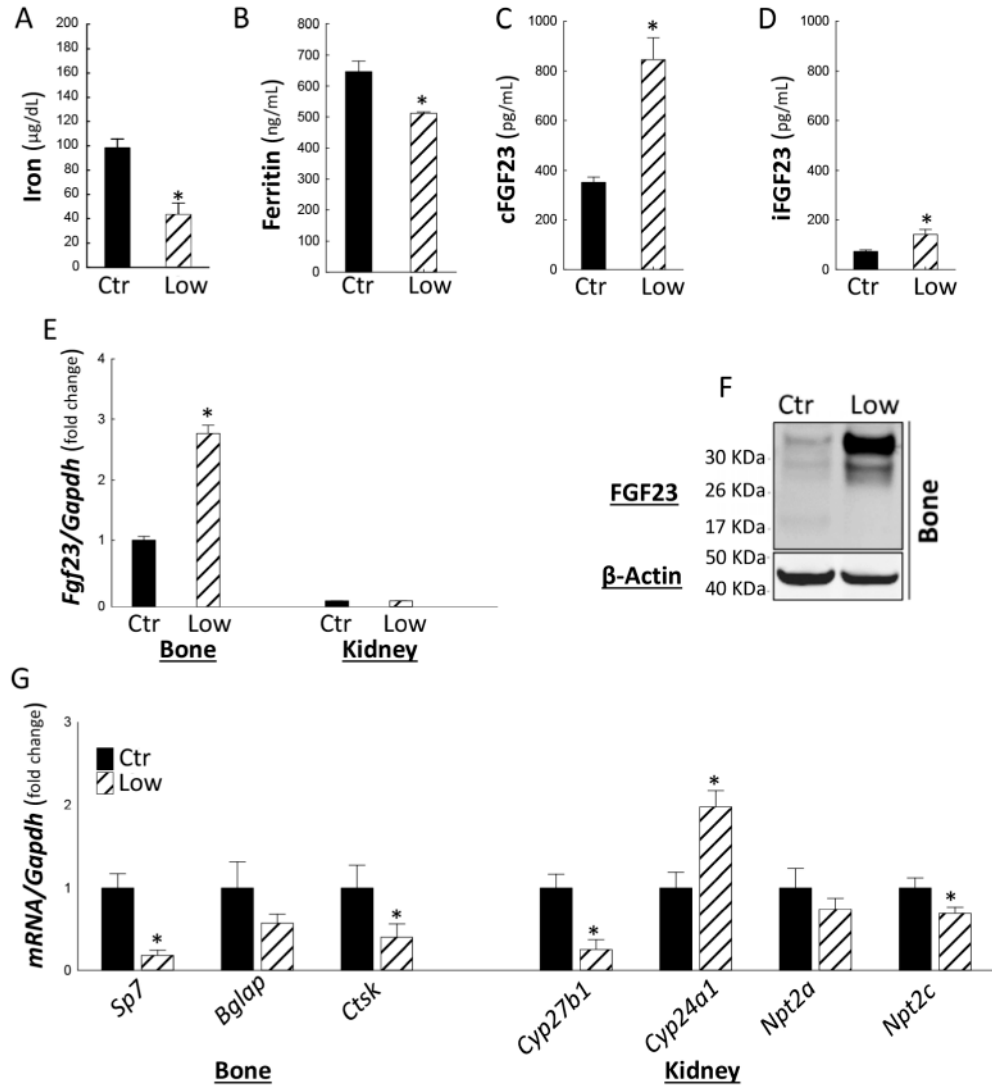 A
B
C
D
Iron (µg/dL)
200
180
160
140
120
100
80
60
40
20
0
*
Ctr Low
Ferritin (ng/mL)
800
700
600
500
400
300
200
100
0
*
Ctr Low
cFGF23 (pg/mL)
1000
800
600
400
200
0
*
Ctr Low
iFGF23 (pg/mL)
1000
800
600
400
200
0
*
Ctr Low
E
Fgf23/Gapdh (fold change)
4
3
2
1
0
*
Ctr Low Ctr Low
Bone Kidney
F
Ctr Low
30 KDa
26 KDa
17 KDa
50 KDa
40 KDa
FGF23
β-Actin
Bone
G
mRNA/Gapdh (fold change)
3
2
1
0
Ctr
Low
*
*
*
*
*
Sp7 Bglap Ctsk Cyp27b1 Cyp24a1 Npt2a Npt2c
Bone Kidney